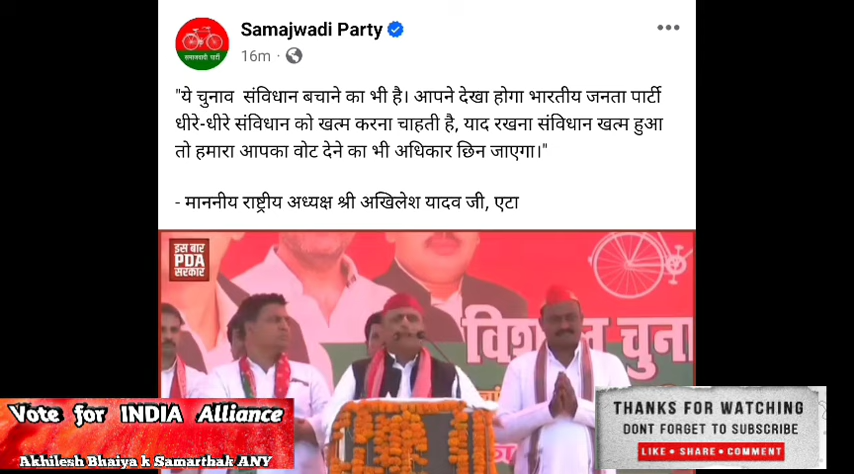 Samajwadi Party
16m
समाजवादी पार्टी
"ये चुनाव संविधान बचाने का भी है। आपने देखा होगा भारतीय जनता पार्टी
धीरे-धीरे संविधान को खत्म करना चाहती है, याद रखना संविधान खत्म हुआ
तो हमारा आपका वोट देने का भी अधिकार छिन जाएगा।"
- माननीय राष्ट्रीय अध्यक्ष श्री अखिलेश यादव जी, एटा
इस बार
PDA
सरकार
चुना
Vote for INDIA Alliance
Akhilesh Bhaiya k Samarthak ANY
THANKS FOR WATCHING
DONT FORGET TO SUBSCRIBE
LIKE • SHARE • COMMENT